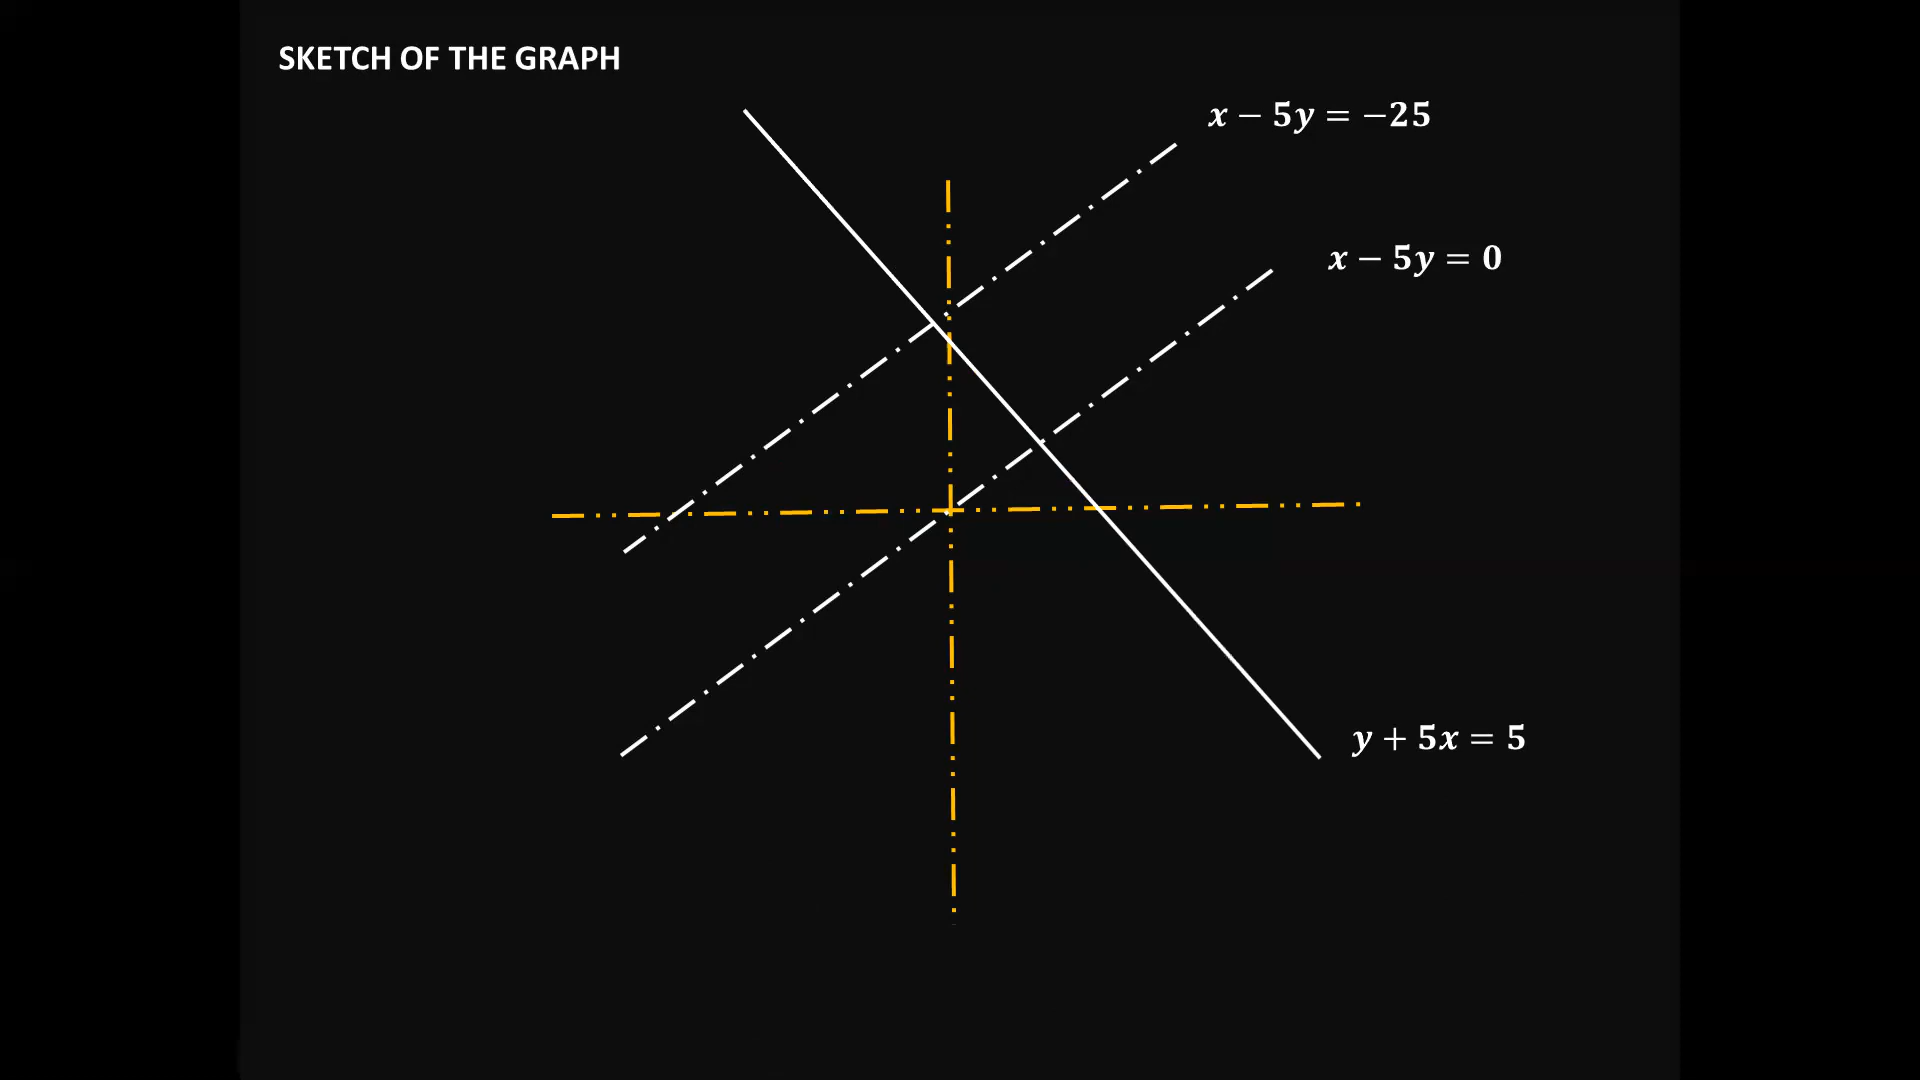 SKETCH OF THE GRAPH
x − 5y = −25
x − 5y = 0
y + 5x = 5